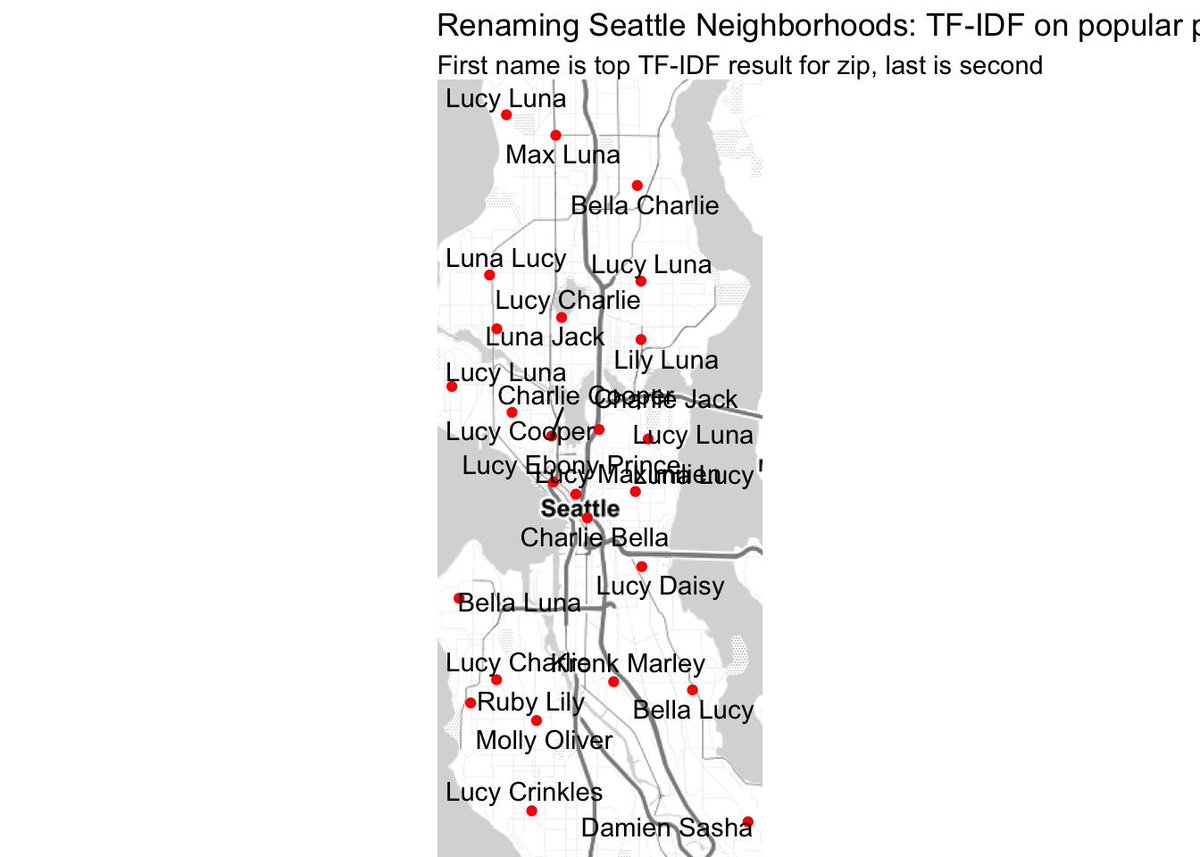 Renaming Seattle Neighborhoods: TF-IDF on popular p
First name is top TF-IDF result for zip, last is second
Lucy Luna
Max Luna
Bella Charlie
Luna Lucy
Lucy Luna
Lucy Charlie
Luna Jack
Lily Luna
Lucy Luna
Charlie Cooper
Charlie Jack
Lucy Cooper
Lucy Luna
Lucy Ebony Prince
Lucy Maximilien
Luna Lucy
Seattle
Charlie Bella
Lucy Daisy
Bella Luna
Lucy Charlie
Kronk Marley
Ruby Lily
Bella Lucy
Molly Oliver
Lucy Crinkles
Damien Sasha